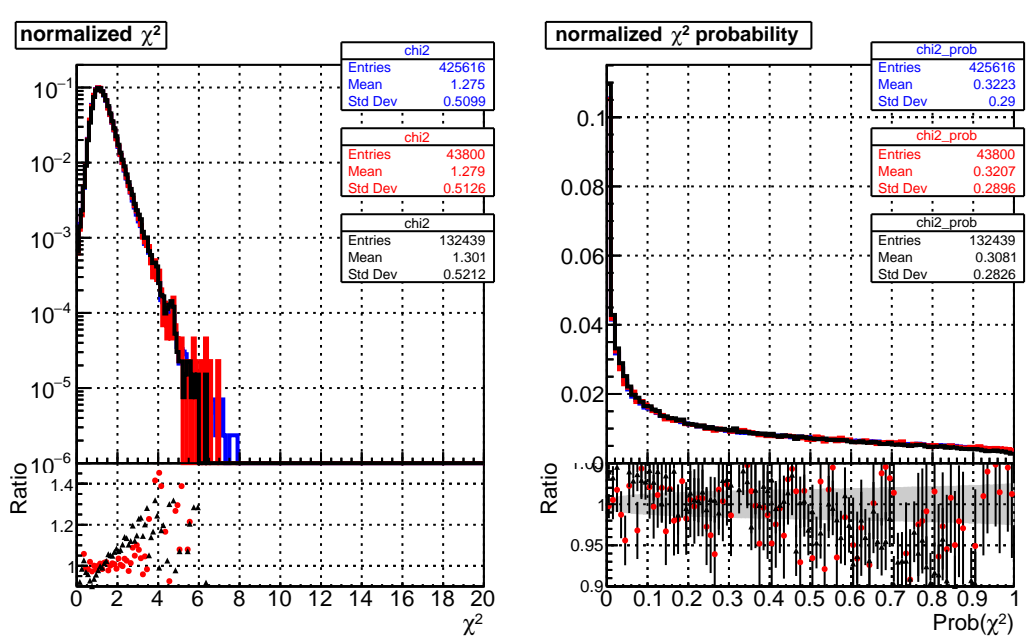 normalized χ²
chi2
Entries 425616
Mean 1.275
Std Dev 0.5099
chi2
Entries 43800
Mean 1.279
Std Dev 0.5126
chi2
Entries 132439
Mean 1.301
Std Dev 0.5212
10⁻¹
10⁻²
10⁻³
10⁻⁴
10⁻⁵
10⁻⁶
Ratio
1.4
1.2
1
0 2 4 6 8 10 12 14 16 18 20
χ²
normalized χ² probability
chi2_prob
Entries 425616
Mean 0.3223
Std Dev 0.29
chi2_prob
Entries 43800
Mean 0.3207
Std Dev 0.2896
chi2_prob
Entries 132439
Mean 0.3081
Std Dev 0.2826
0.1
0.08
0.06
0.04
0.02
0
Ratio
1
0.95
0.9
0 0.1 0.2 0.3 0.4 0.5 0.6 0.7 0.8 0.9 1
Prob(χ²)